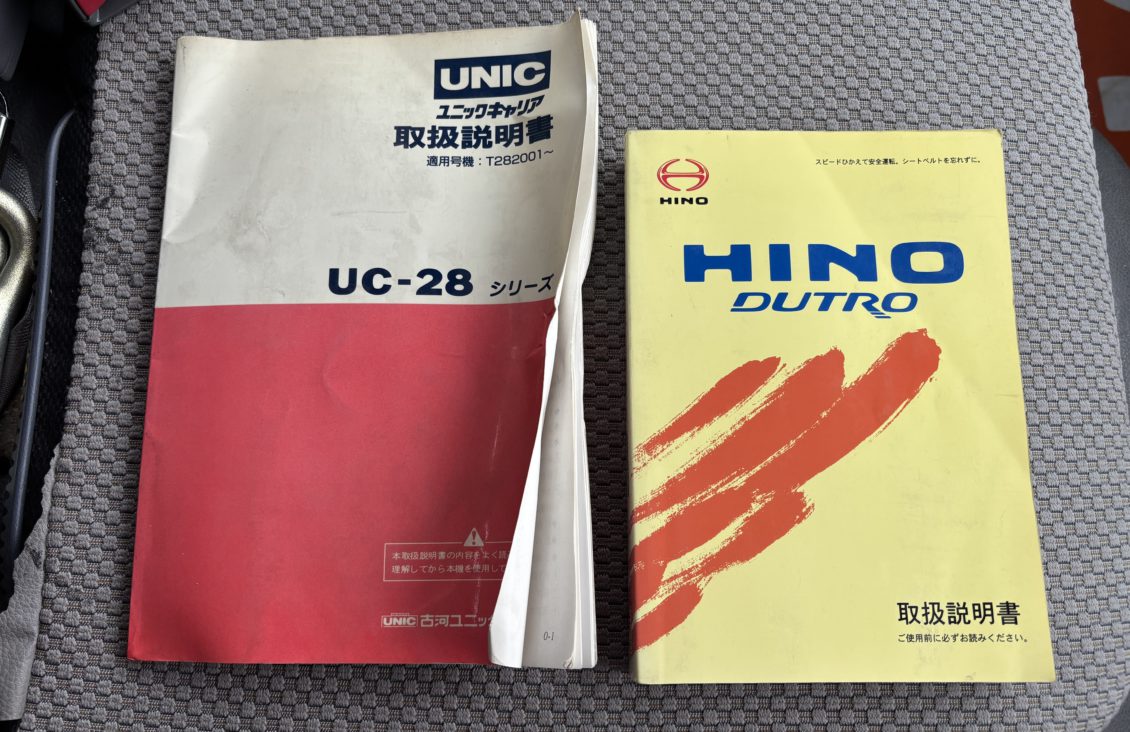 UNIC
ユニックキャリア
取扱説明書
適用号機：T282001～
UC-28 シリーズ
本取扱説明書の内容をよく読
理解してから本機を使用して
UNIC 古河ユニッ
0-1
HINO
スピードひかえて安全運転。シートベルトを忘れずに。
HINO
DUTRO
取扱説明書
ご使用前に必ずお読みください。